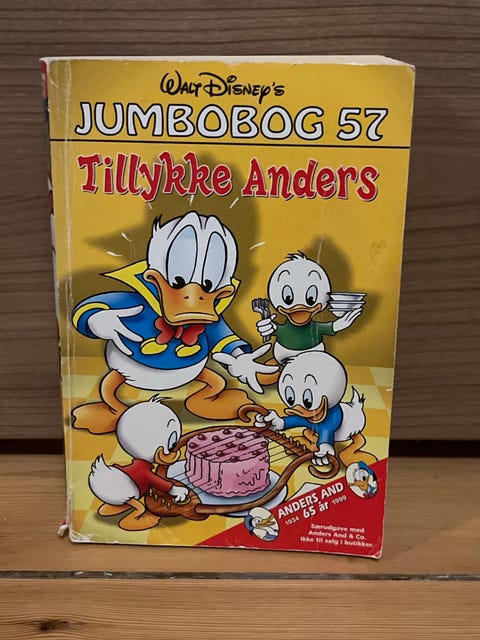 Walt Disney's
JUMBOBOG 57
Tillykke Anders
ANDERS AND
1934 65 år 1999
Særudgave med
Anders And & Co.
Ikke til salg i butikker.